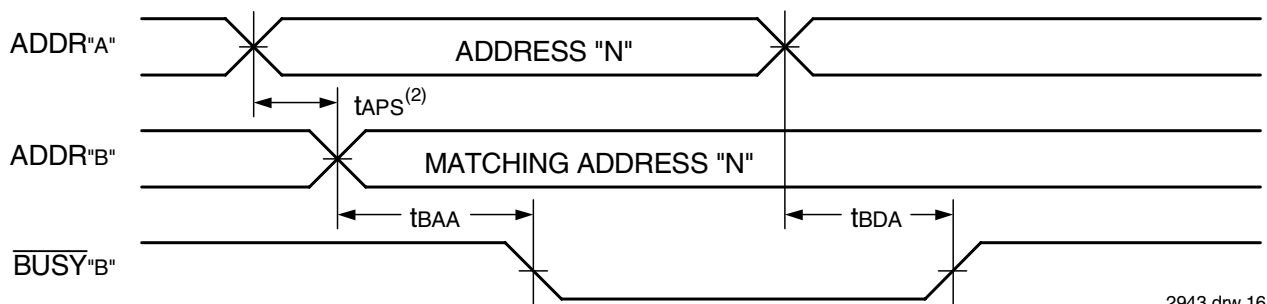 ADDR"A"
ADDRESS "N"
tAPS(2)
ADDR"B"
MATCHING ADDRESS "N"
tBAA
tBDA
BUSY"B"
2943 drw 16